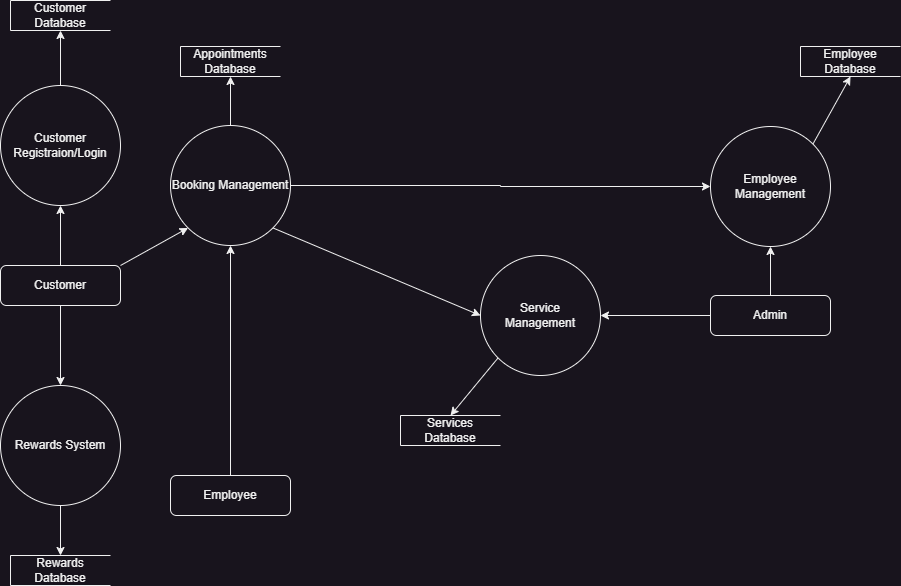 Customer
Database
Appointments
Database
Employee
Database
Customer
Registraion/Login
Booking Management
Employee
Management
Customer
Service
Management
Admin
Rewards System
Services
Database
Employee
Rewards
Database